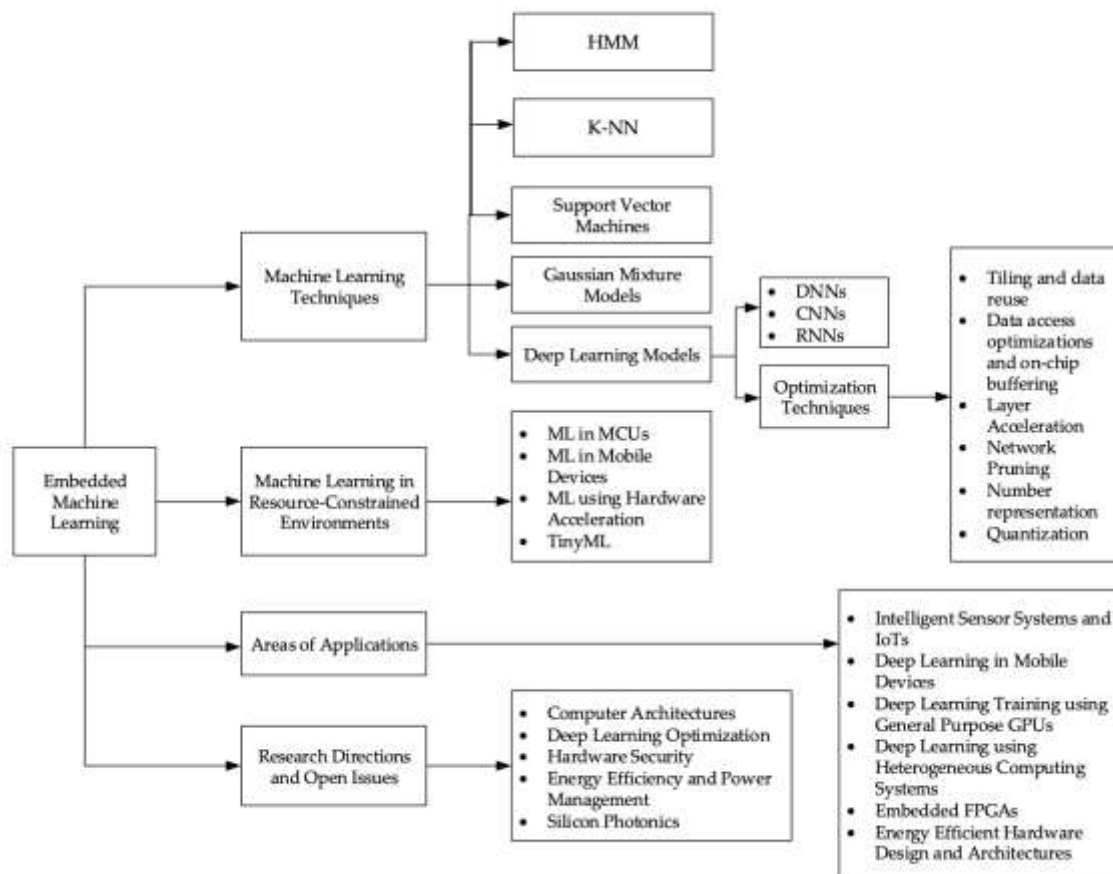 HMM
K-NN
Support Vector
Machines
Machine Learning
Techniques
Gaussian Mixture
Models
Deep Learning Models
• DNNs
• CNNs
• RNNs
Optimization
Techniques
• Tiling and data
reuse
• Data access
optimizations
and on-chip
buffering
• Layer
Acceleration
• Network
Pruning
• Number
representation
• Quantization
Embedded
Machine
Learning
Machine Learning in
Resource-Constrained
Environments
• ML in MCUs
• ML in Mobile
Devices
• ML using Hardware
Acceleration
• TinyML
Areas of Applications
• Intelligent Sensor Systems and
IoTs
• Deep Learning in Mobile
Devices
• Deep Learning Training using
General Purpose GPUs
• Deep Learning using
Heterogeneous Computing
Systems
• Embedded FPGAs
• Energy Efficient Hardware
Design and Architectures
Research Directions
and Open Issues
• Computer Architectures
• Deep Learning Optimization
• Hardware Security
• Energy Efficiency and Power
Management
• Silicon Photonics